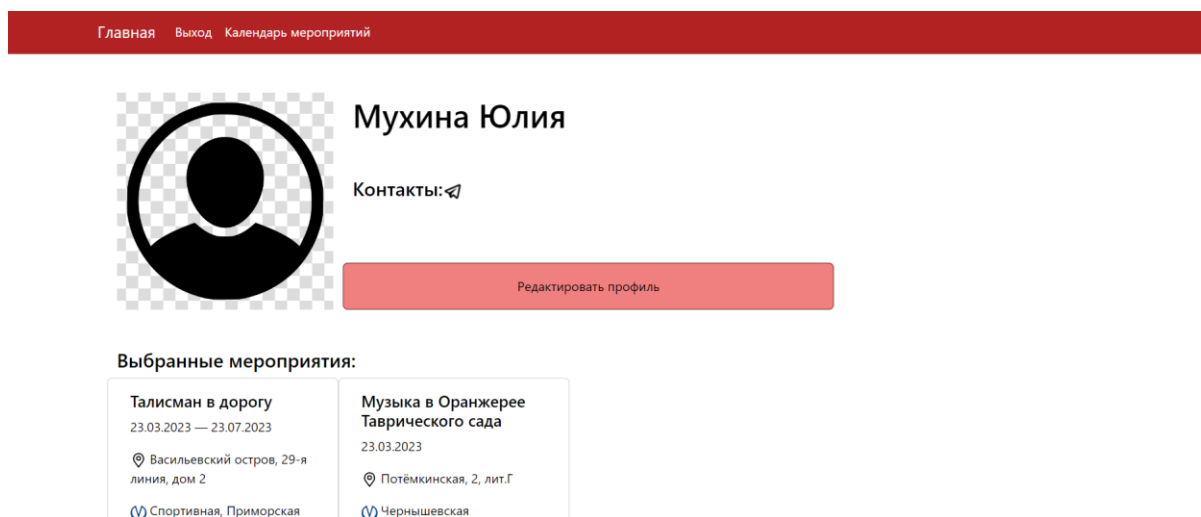 Главная Выход Календарь мероприятий
Мухина Юлия
Контакты:
Редактировать профиль
Выбранные мероприятия:
Талисман в дорогу
23.03.2023 — 23.07.2023
Васильевский остров, 29-я
линия, дом 2
Спортивная, Приморская
Музыка в Оранжерее
Таврического сада
23.03.2023
Потёмкинская, 2, лит.Г
Чернышевская